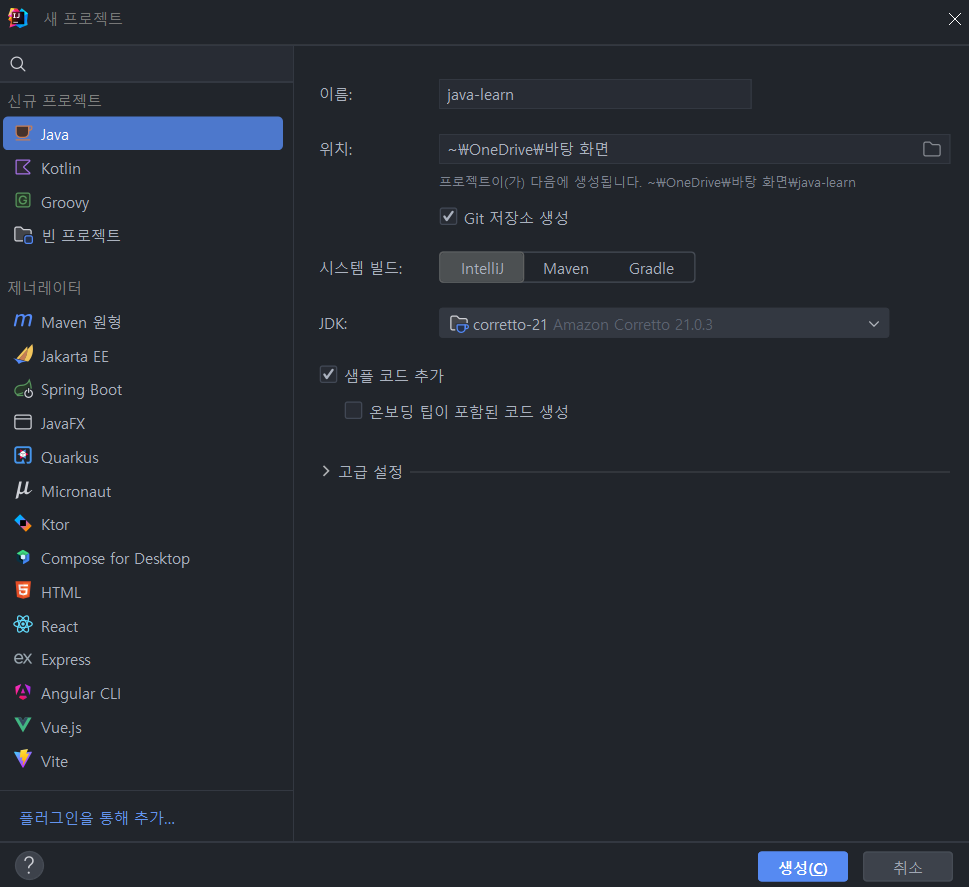 새 프로젝트
신규 프로젝트
Java
Kotlin
Groovy
빈 프로젝트
제너레이터
Maven 원형
Jakarta EE
Spring Boot
JavaFX
Quarkus
Micronaut
Ktor
Compose for Desktop
HTML
React
Express
Angular CLI
Vue.js
Vite
플러그인을 통해 추가...
이름: java-learn
위치: ~₩OneDrive₩바탕 화면
프로젝트이(가) 다음에 생성됩니다. ~₩OneDrive₩바탕 화면₩java-learn
Git 저장소 생성
시스템 빌드: IntelliJ Maven Gradle
JDK: corretto-21 Amazon Corretto 21.0.3
샘플 코드 추가
온보딩 팁이 포함된 코드 생성
고급 설정
? 생성(C) 취소